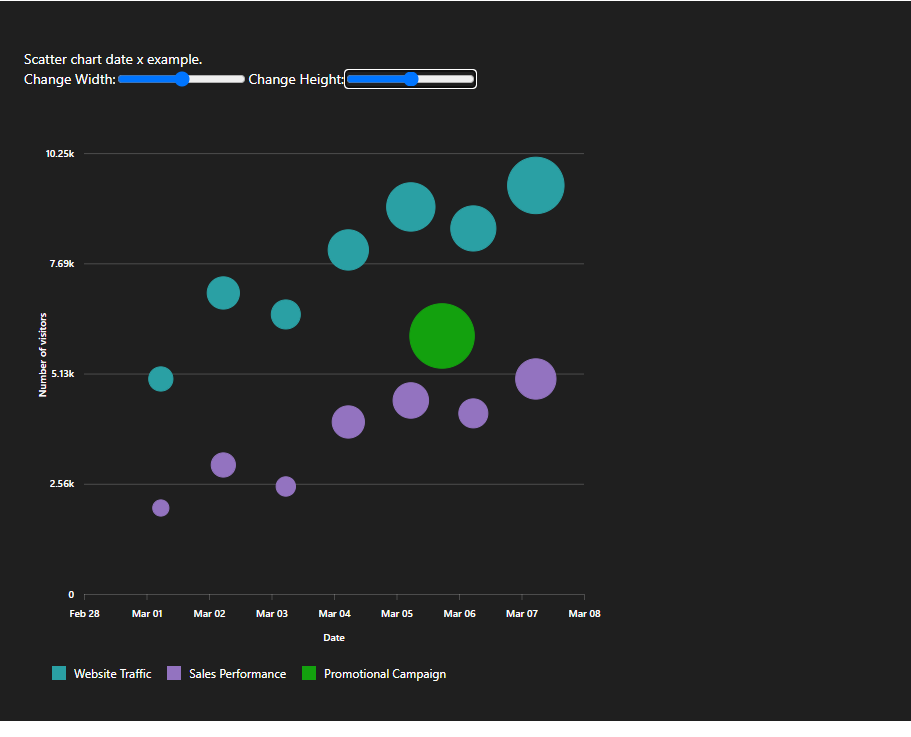 Scatter chart date x example.
Change Width: Change Height:
10.25k
7.69k
5.13k
2.56k
0
Number of visitors
Feb 28 Mar 01 Mar 02 Mar 03 Mar 04 Mar 05 Mar 06 Mar 07 Mar 08
Date
Website Traffic Sales Performance Promotional Campaign